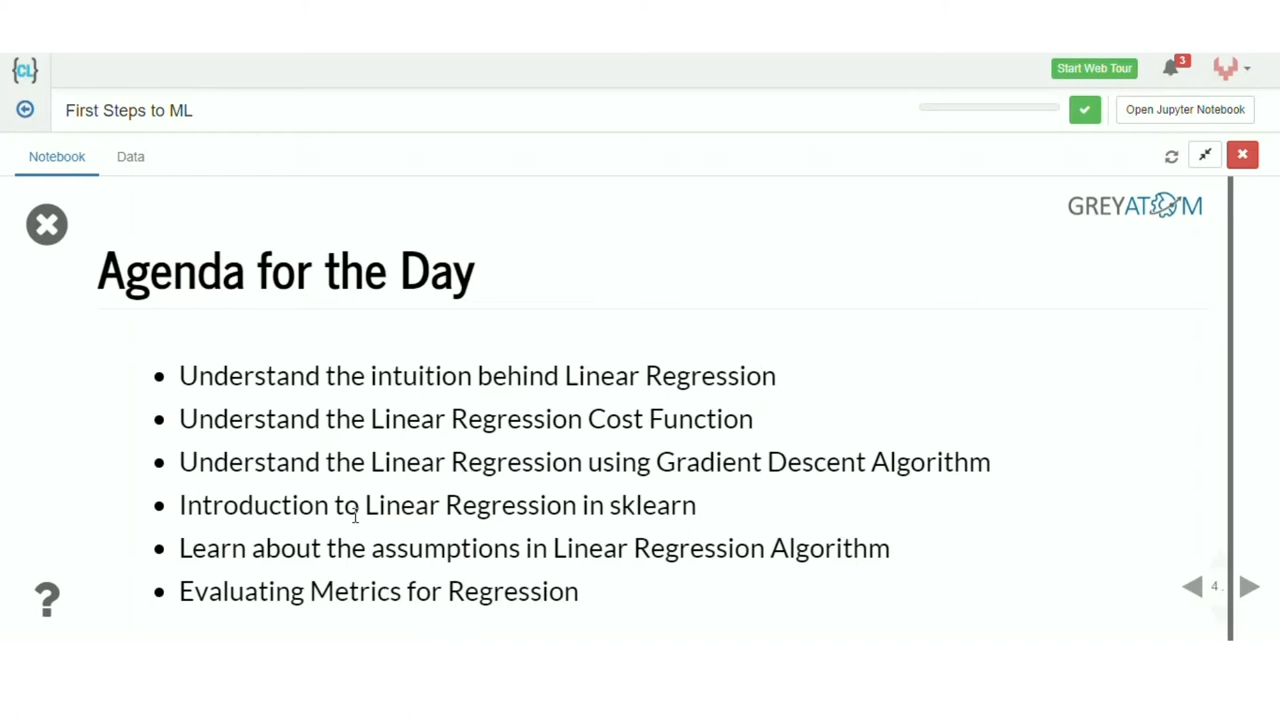 {CL}
Start Web Tour
3
First Steps to ML
Open Jupyter Notebook
Notebook
Data
GREYATOM
Agenda for the Day
• Understand the intuition behind Linear Regression
• Understand the Linear Regression Cost Function
• Understand the Linear Regression using Gradient Descent Algorithm
• Introduction to Linear Regression in sklearn
• Learn about the assumptions in Linear Regression Algorithm
• Evaluating Metrics for Regression
?
4.